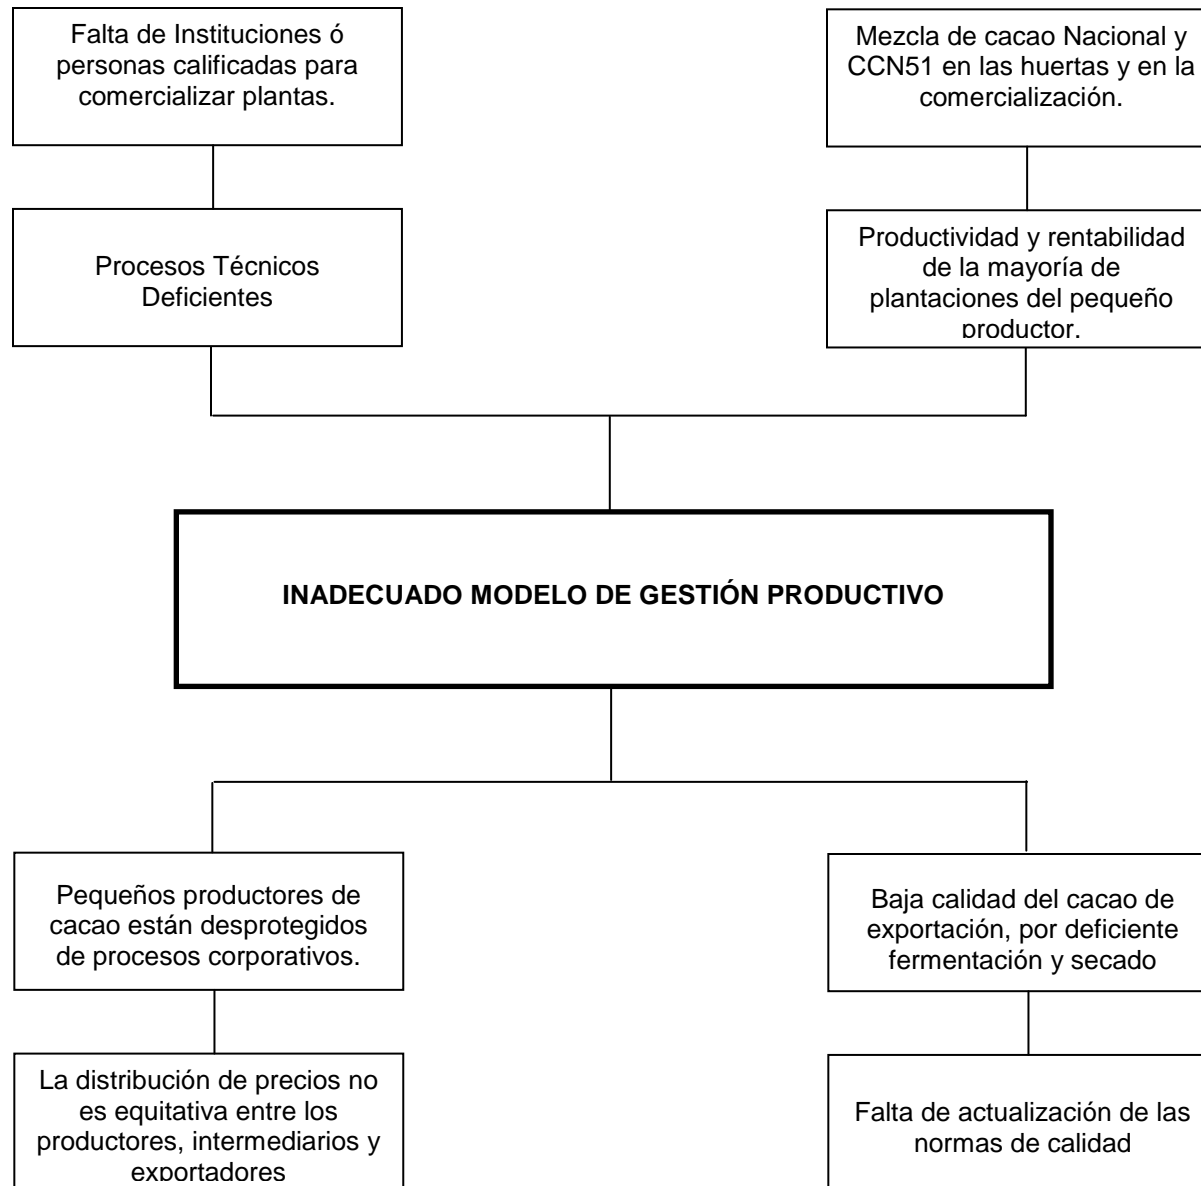 Falta de Instituciones ó
personas calificadas para
comercializar plantas.
Mezcla de cacao Nacional y
CCN51 en las huertas y en la
comercialización.
Procesos Técnicos
Deficientes
Productividad y rentabilidad
de la mayoría de
plantaciones del pequeño
productor.
INADECUADO MODELO DE GESTIÓN PRODUCTIVO
Pequeños productores de
cacao están desprotegidos
de procesos corporativos.
Baja calidad del cacao de
exportación, por deficiente
fermentación y secado
La distribución de precios no
es equitativa entre los
productores, intermediarios y
exportadores
Falta de actualización de las
normas de calidad